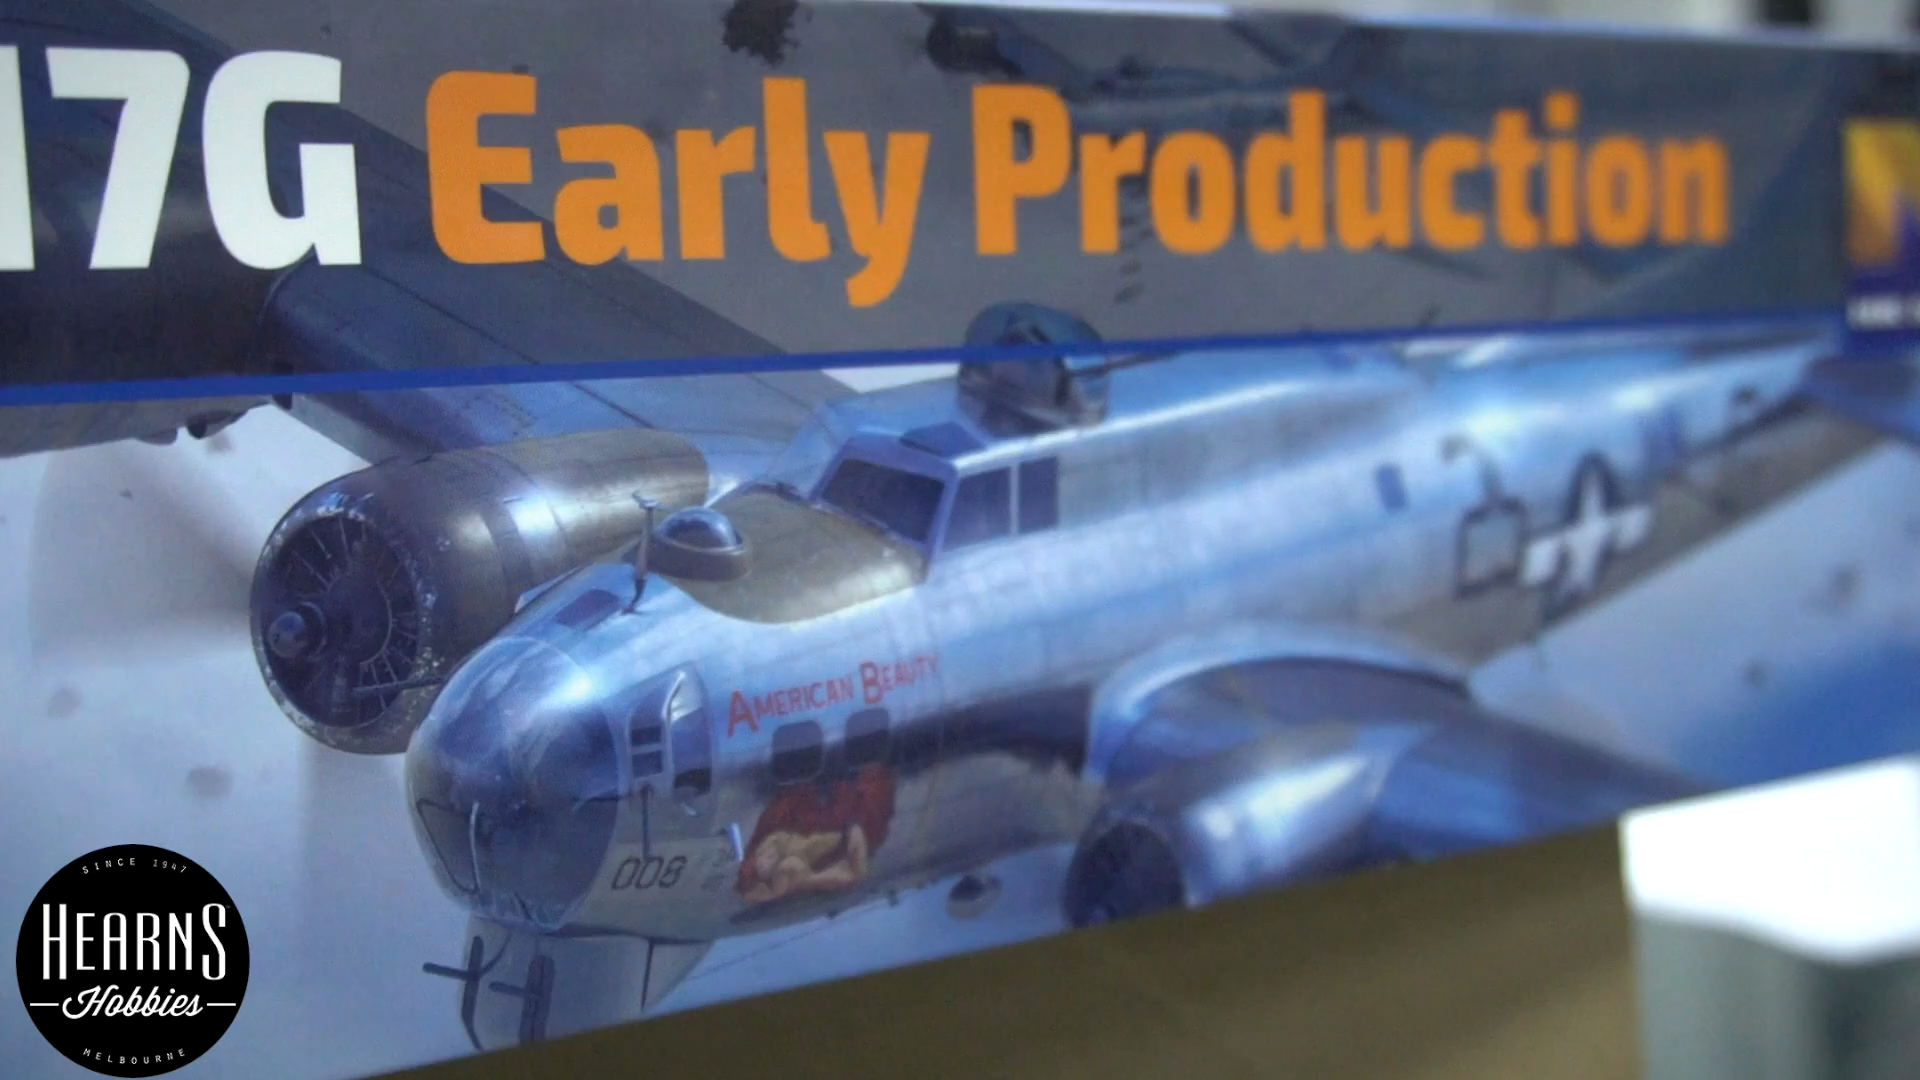 17G Early Production
AMERICAN BEAUTY
008
SINCE 1947
HEARNS
Hobbies
MELBOURNE